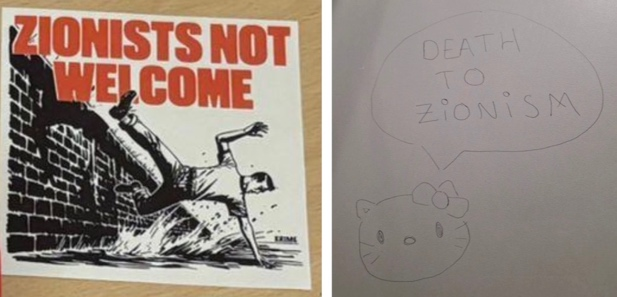 ZIONISTS NOT
WELCOME
DEATH
TO
ZiONiSM